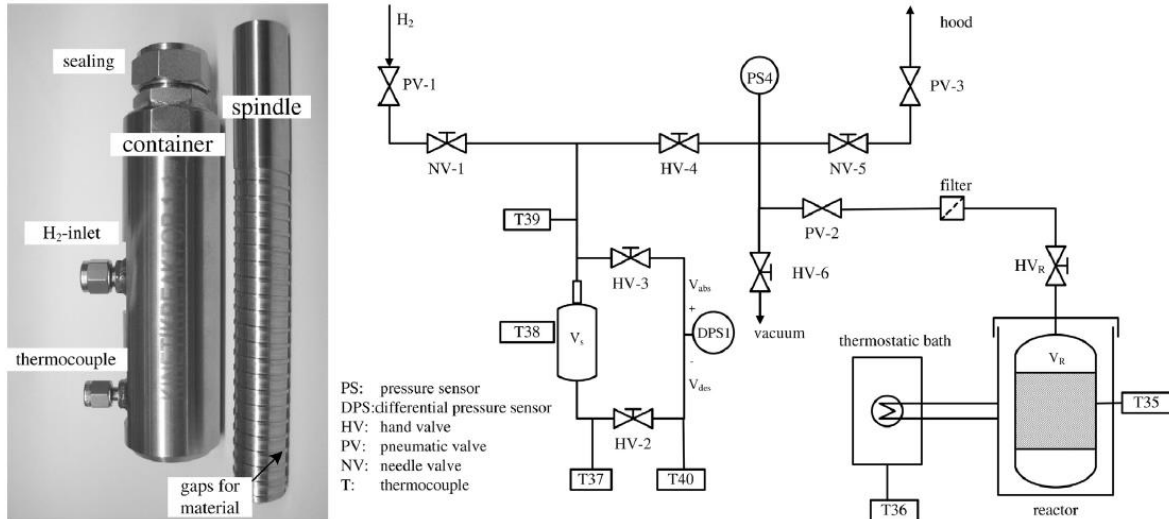 sealing
spindle
container
H₂-inlet
thermocouple
gaps for
material
H₂
PV-1
NV-1
HV-4
PS4
NV-5
PV-3
hood
T39
HV-3
PV-2
filter
HV-6
HVR
vacuum
T38
Vs
Vabs
+
DPS1
-
Vdes
HV-2
T37
T40
thermostatic bath
VR
T35
T36
reactor
PS: pressure sensor
DPS:differential pressure sensor
HV: hand valve
PV: pneumatic valve
NV: needle valve
T: thermocouple